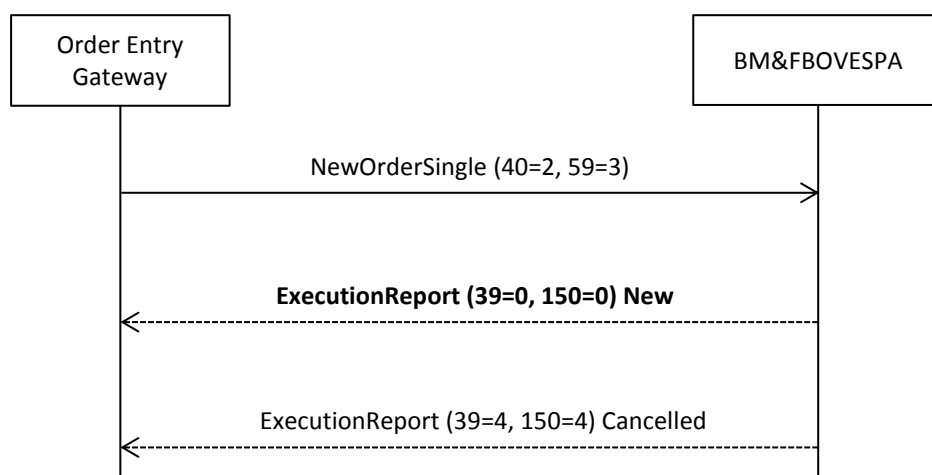 Order Entry
Gateway
BM&FBOVESPA
NewOrderSingle (40=2, 59=3)
ExecutionReport (39=0, 150=0) New
ExecutionReport (39=4, 150=4) Cancelled